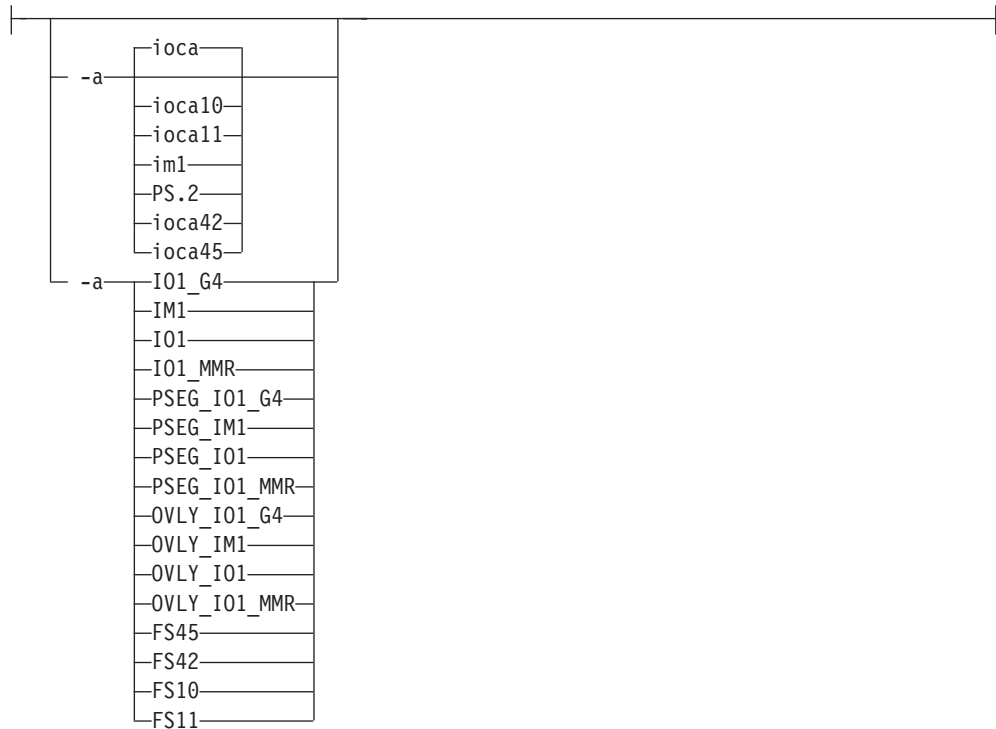 ioca
-a
ioca10
ioca11
im1
PS.2
ioca42
ioca45
-a IO1_G4
IM1
IO1
IO1_MMR
PSEG_IO1_G4
PSEG_IM1
PSEG_IO1
PSEG_IO1_MMR
OVLY_IO1_G4
OVLY_IM1
OVLY_IO1
OVLY_IO1_MMR
FS45
FS42
FS10
FS11